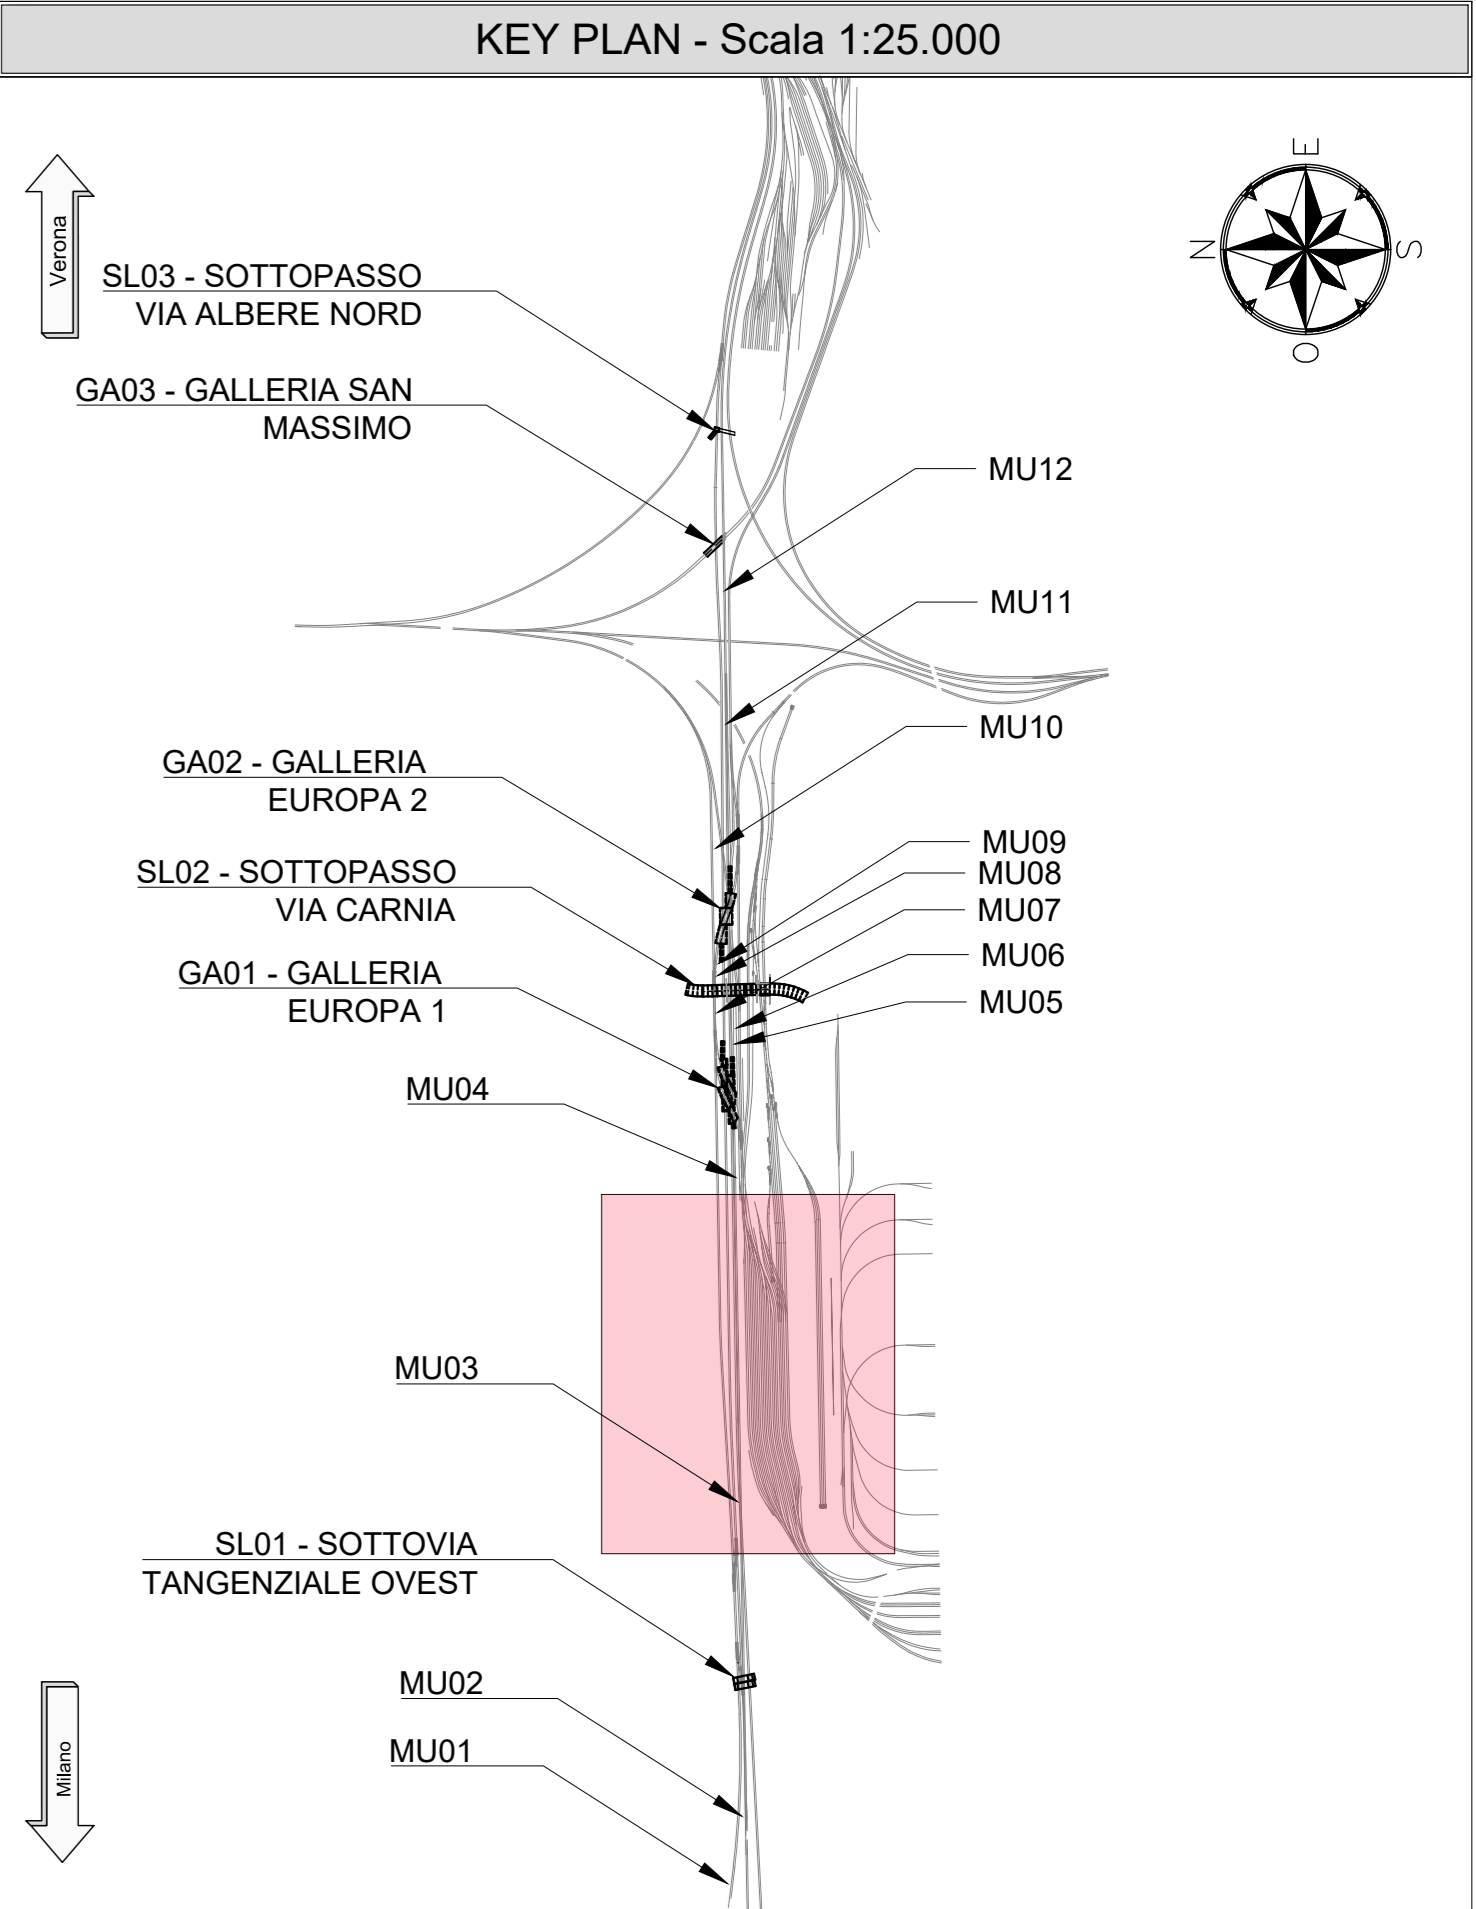 KEY PLAN - Scala 1:25.000
E
N
S
O
Verona
SL03 - SOTTOPASSO
VIA ALBERE NORD
GA03 - GALLERIA SAN
MASSIMO
MU12
MU11
MU10
GA02 - GALLERIA
EUROPA 2
MU09
MU08
SL02 - SOTTOPASSO
VIA CARNIA
MU07
MU06
GA01 - GALLERIA
EUROPA 1
MU05
MU04
MU03
SL01 - SOTTOVIA
TANGENZIALE OVEST
MU02
MU01
Milano